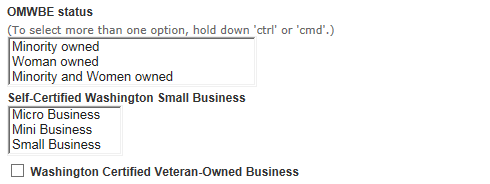 OMWBE status
(To select more than one option, hold down 'ctrl' or 'cmd'.)
Minority owned
Woman owned
Minority and Women owned
Self-Certified Washington Small Business
Micro Business
Mini Business
Small Business
Washington Certified Veteran-Owned Business